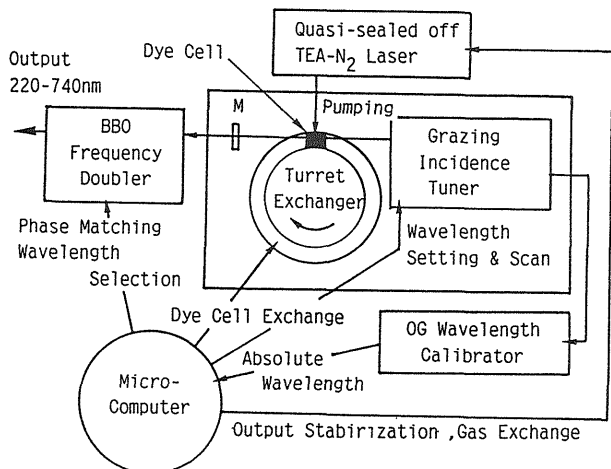 Quasi-sealed off
TEA-N2 Laser
Output
220-740nm
Dye Cell
M
Pumping
BBO
Frequency
Doubler
Grazing
Incidence
Tuner
Turret
Exchanger
Phase Matching
Wavelength
Selection
Wavelength
Setting & Scan
Dye Cell Exchange
OG Wavelength
Calibrator
Absolute
Wavelength
Micro-
Computer
Output Stabirization ,Gas Exchange